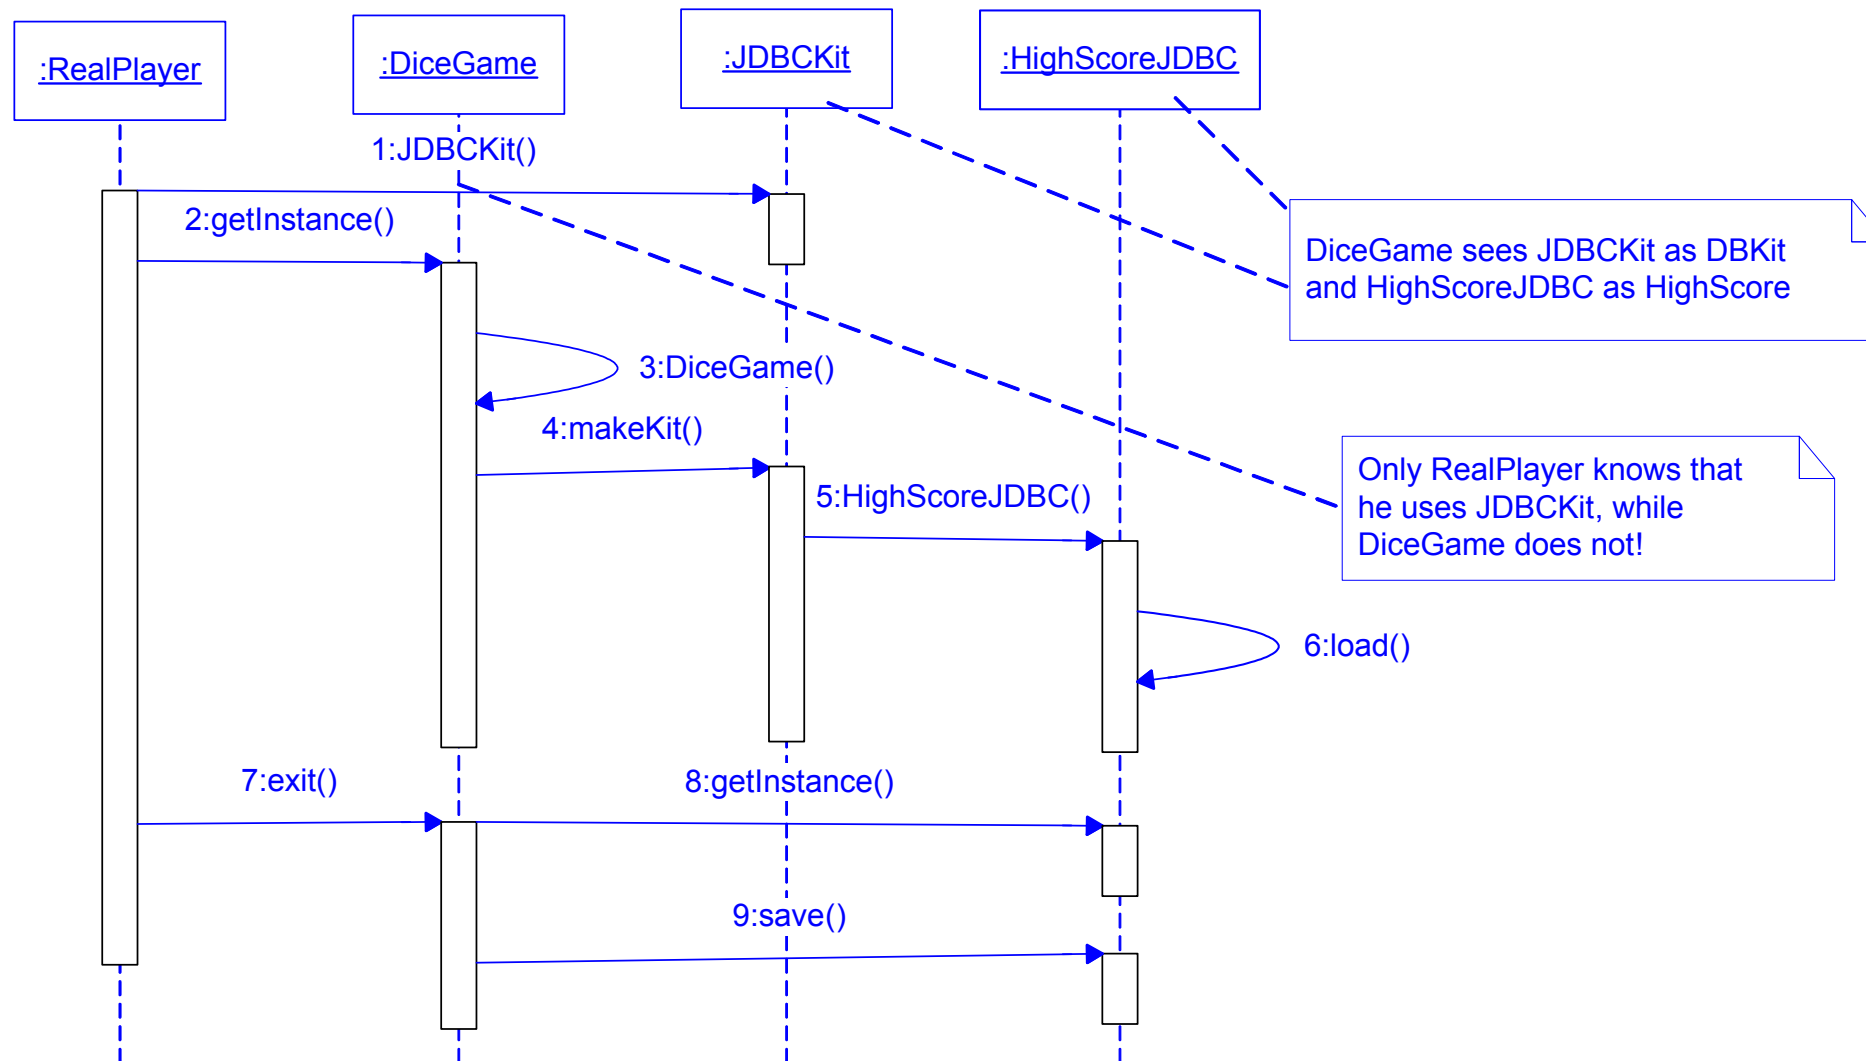 :RealPlayer
:DiceGame
:JDBCKit
:HighScoreJDBC
1:JDBCKit()
2:getInstance()
DiceGame sees JDBCKit as DBKit
and HighScoreJDBC as HighScore
3:DiceGame()
4:makeKit()
Only RealPlayer knows that
he uses JDBCKit, while
DiceGame does not!
5:HighScoreJDBC()
6:load()
7:exit()
8:getInstance()
9:save()